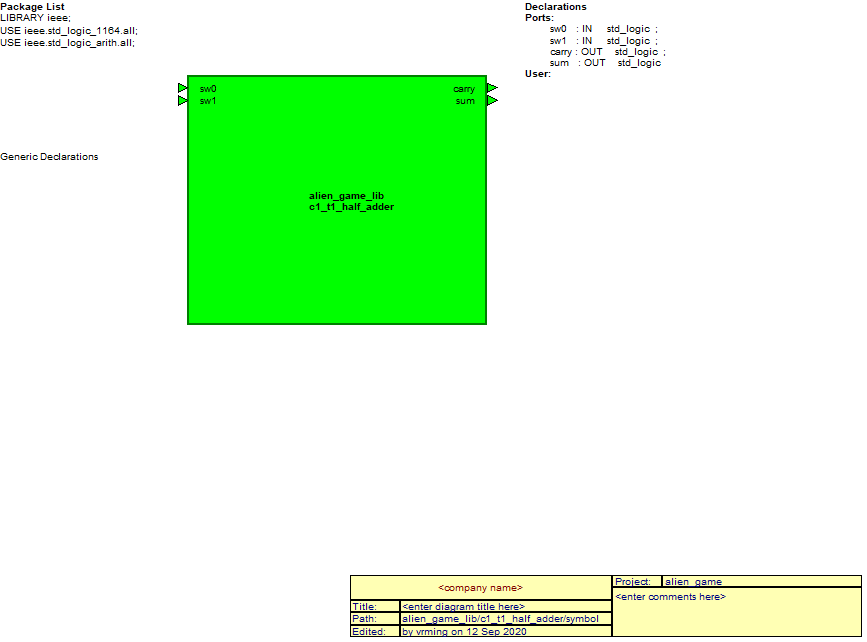 Package List
LIBRARY ieee;
USE ieee.std_logic_1164.all;
USE ieee.std_logic_arith.all;
Declarations
Ports:
sw0 : IN std_logic ;
sw1 : IN std_logic ;
carry : OUT std_logic ;
sum : OUT std_logic
User:
sw0 carry
sw1 sum
Generic Declarations
alien_game_lib
c1_t1_half_adder
<company name>
Title: <enter diagram title here>
Path: alien_game_lib/c1_t1_half_adder/symbol
Edited: by vrming on 12 Sep 2020
Project: alien_game
<enter comments here>